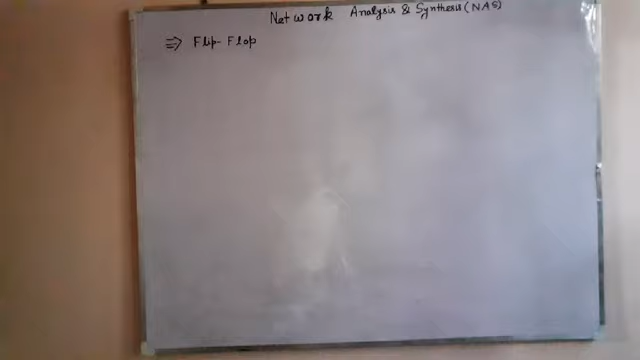 Network Analysis & Synthesis (NAS)
⇒ Flip-Flop